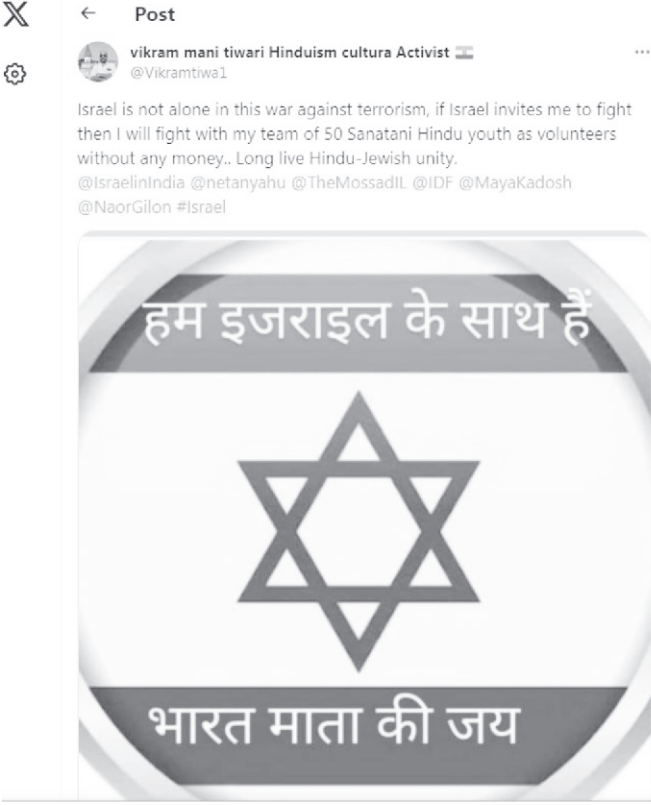 Post
vikram mani tiwari Hinduism cultura Activist
@Vikramtiwa1
Israel is not alone in this war against terrorism, if Israel invites me to fight
then I will fight with my team of 50 Sanatani Hindu youth as volunteers
without any money.. Long live Hindu-Jewish unity.
@IsraelinIndia @netanyahu @TheMossadIL @IDF @MayaKadosh
@NaorGilon #Israel
हम इजराइल के साथ हैं
भारत माता की जय